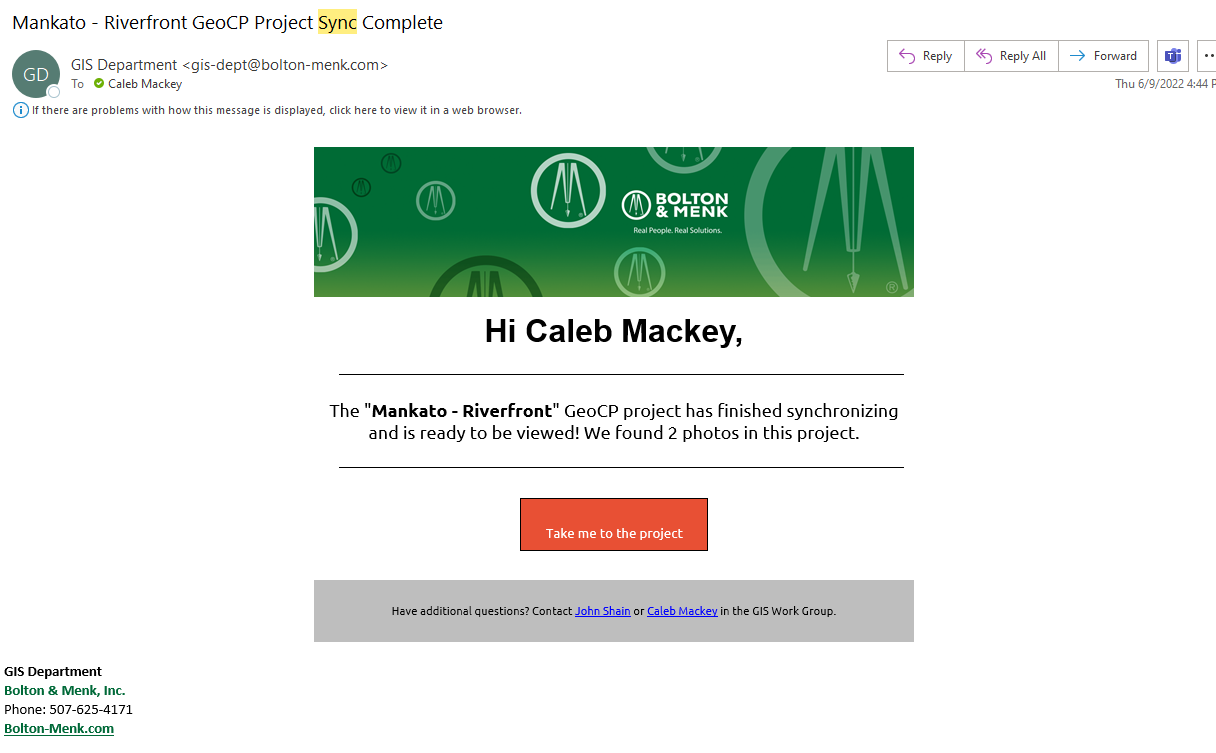 Mankato - Riverfront GeoCP Project Sync Complete
GD
GIS Department <gis-dept@bolton-menk.com>
To Caleb Mackey
If there are problems with how this message is displayed, click here to view it in a web browser.
Reply
Reply All
Forward
Thu 6/9/2022 4:44 P
BOLTON
& MENK
Real People. Real Solutions.
®
Hi Caleb Mackey,
The "Mankato - Riverfront" GeoCP project has finished synchronizing
and is ready to be viewed! We found 2 photos in this project.
Take me to the project
Have additional questions? Contact John Shain or Caleb Mackey in the GIS Work Group.
GIS Department
Bolton & Menk, Inc.
Phone: 507-625-4171
Bolton-Menk.com